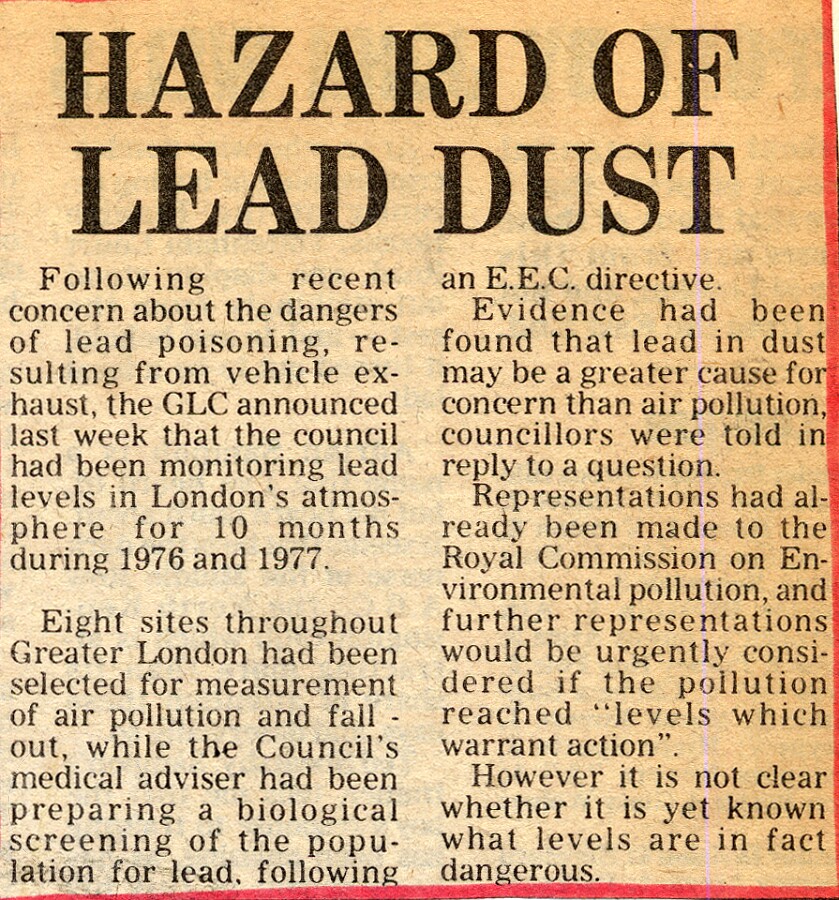 HAZARD OF
LEAD DUST
Following recent
concern about the dangers
of lead poisoning, re-
sulting from vehicle ex-
haust, the GLC announced
last week that the council
had been monitoring lead
levels in London's atmos-
phere for 10 months
during 1976 and 1977.
Eight sites throughout
Greater London had been
selected for measurement
of air pollution and fall -
out, while the Council's
medical adviser had been
preparing a biological
screening of the popu-
lation for lead, following
an E.E.C. directive.
Evidence had been
found that lead in dust
may be a greater cause for
concern than air pollution,
councillors were told in
reply to a question.
Representations had al-
ready been made to the
Royal Commission on En-
vironmental pollution, and
further representations
would be urgently consi-
dered if the pollution
reached "levels which
warrant action".
However it is not clear
whether it is yet known
what levels are in fact
dangerous.